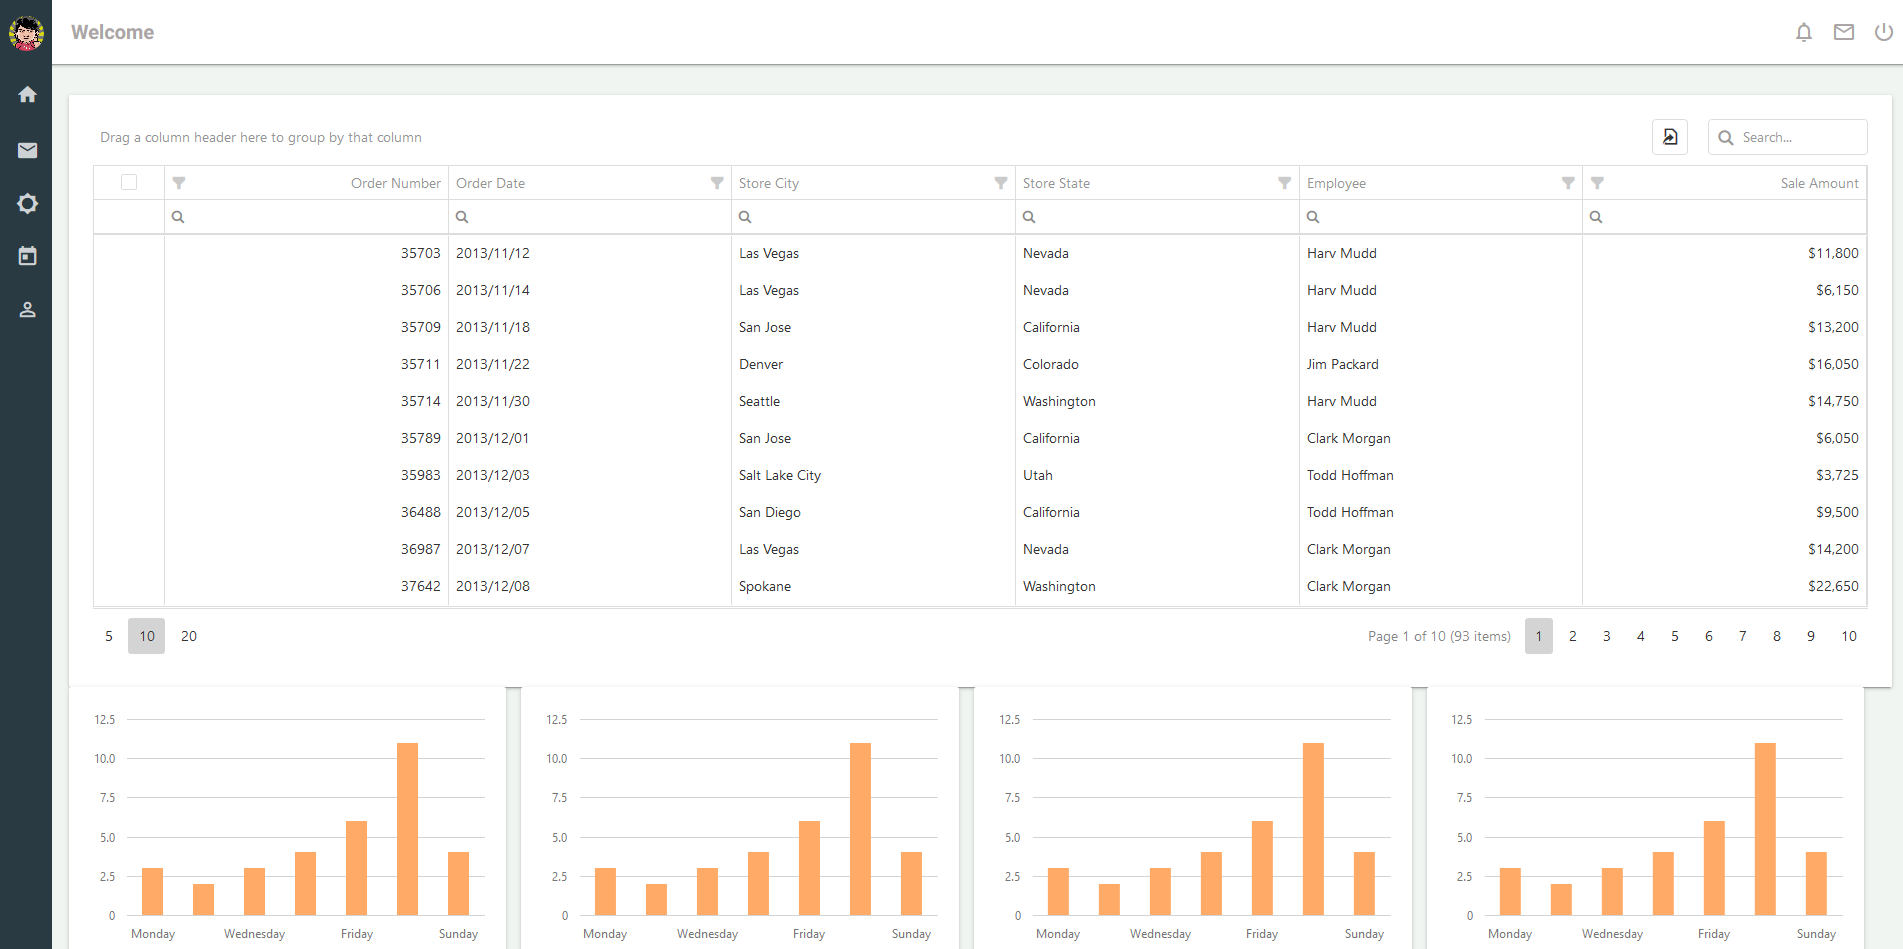 Welcome
Drag a column header here to group by that column
Search...
Order Number Order Date Store City Store State Employee Sale Amount
35703 2013/11/12 Las Vegas Nevada Harv Mudd $11,800
35706 2013/11/14 Las Vegas Nevada Harv Mudd $6,150
35709 2013/11/18 San Jose California Harv Mudd $13,200
35711 2013/11/22 Denver Colorado Jim Packard $16,050
35714 2013/11/30 Seattle Washington Harv Mudd $14,750
35789 2013/12/01 San Jose California Clark Morgan $6,050
35983 2013/12/03 Salt Lake City Utah Todd Hoffman $3,725
36488 2013/12/05 San Diego California Todd Hoffman $9,500
36987 2013/12/07 Las Vegas Nevada Clark Morgan $14,200
37642 2013/12/08 Spokane Washington Clark Morgan $22,650
5 10 20 Page 1 of 10 (93 items) 1 2 3 4 5 6 7 8 9 10
12.5 12.5 12.5 12.5
10.0 10.0 10.0 10.0
7.5 7.5 7.5 7.5
5.0 5.0 5.0 5.0
2.5 2.5 2.5 2.5
0 0 0 0
Monday Wednesday Friday Sunday Monday Wednesday Friday Sunday Monday Wednesday Friday Sunday Monday Wednesday Friday Sunday